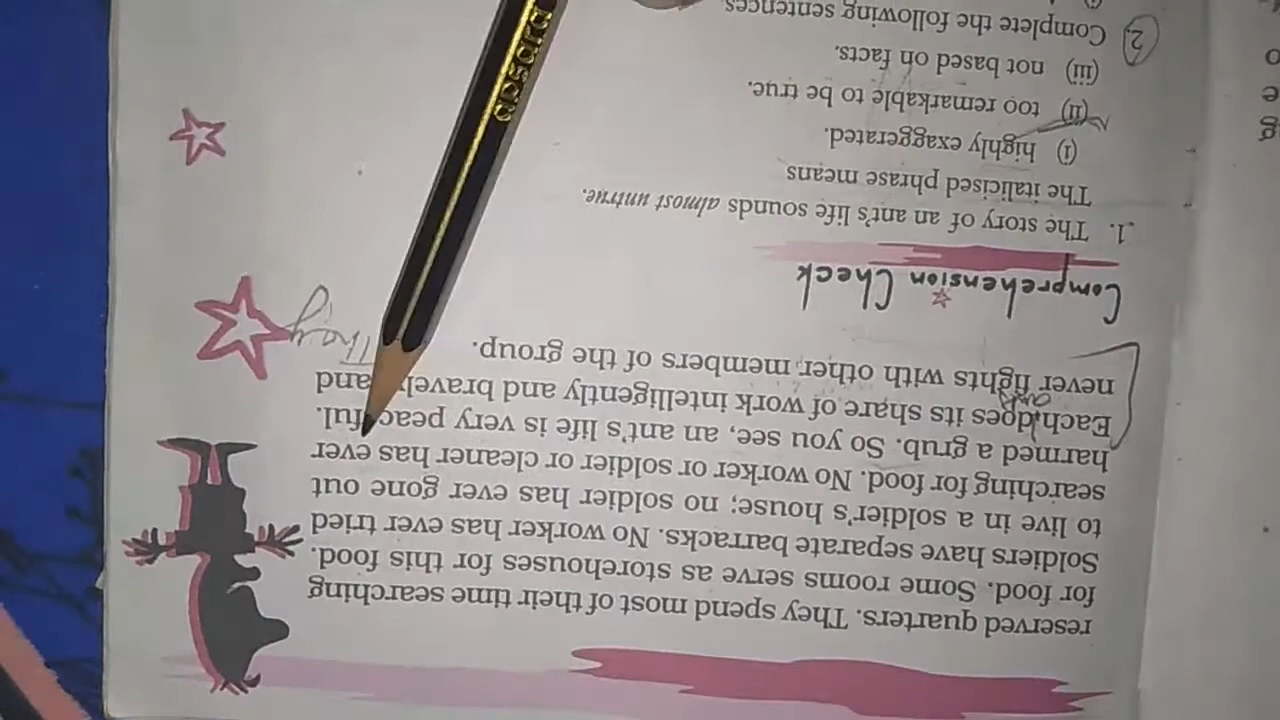 reserved quarters. They spend most of their time searching
for food. Some rooms serve as storehouses for this food.
Soldiers have separate barracks. No worker has ever tried
to live in a soldier's house; no soldier has ever gone out
searching for food. No worker or soldier or cleaner has ever
harmed a grub. So you see, an ant's life is very peaceful.
Each does its share of work intelligently and bravely and
never fights with other members of the group.
Comprehension Check
1. The story of an ant's life sounds almost untrue.
The italicised phrase means
(i) highly exaggerated.
(ii) too remarkable to be true.
(iii) not based on facts.
2. Complete the following sentences.
apsara